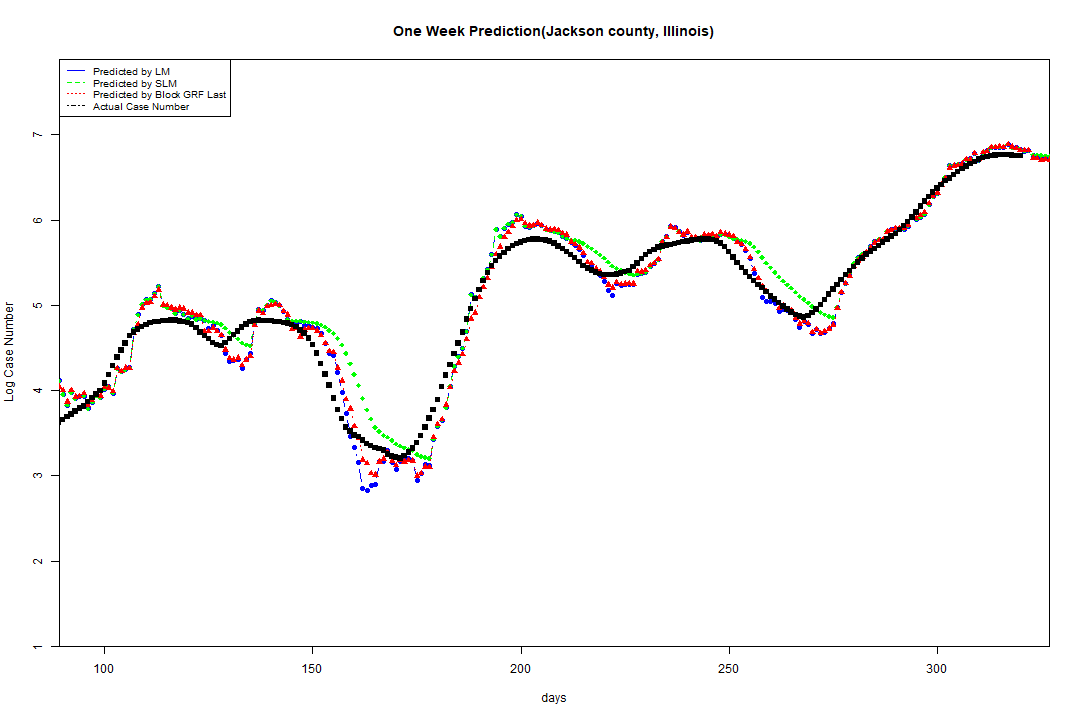 One Week Prediction(Jackson county, Illinois)
Predicted by LM
Predicted by SLM
Predicted by Block GRF Last
Actual Case Number
7
6
5
4
3
2
1
Log Case Number
100 150 200 250 300
days